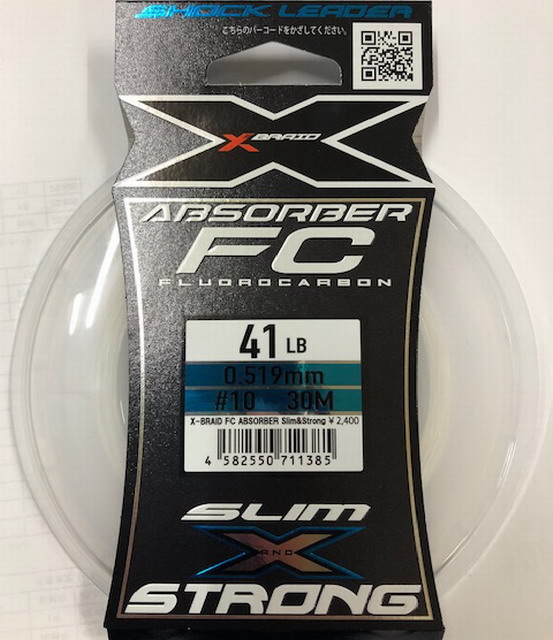 SHOCK LEADER
こちらのバーコードをかざしてください。
X BRAID
ABSORBER
FC
FLUOROCARBON
41 LB
0.519mm
#10 30M
X-BRAID FC ABSORBER Slim&Strong ¥2,400
4 582550 711385
SLIM
X AND
STRONG